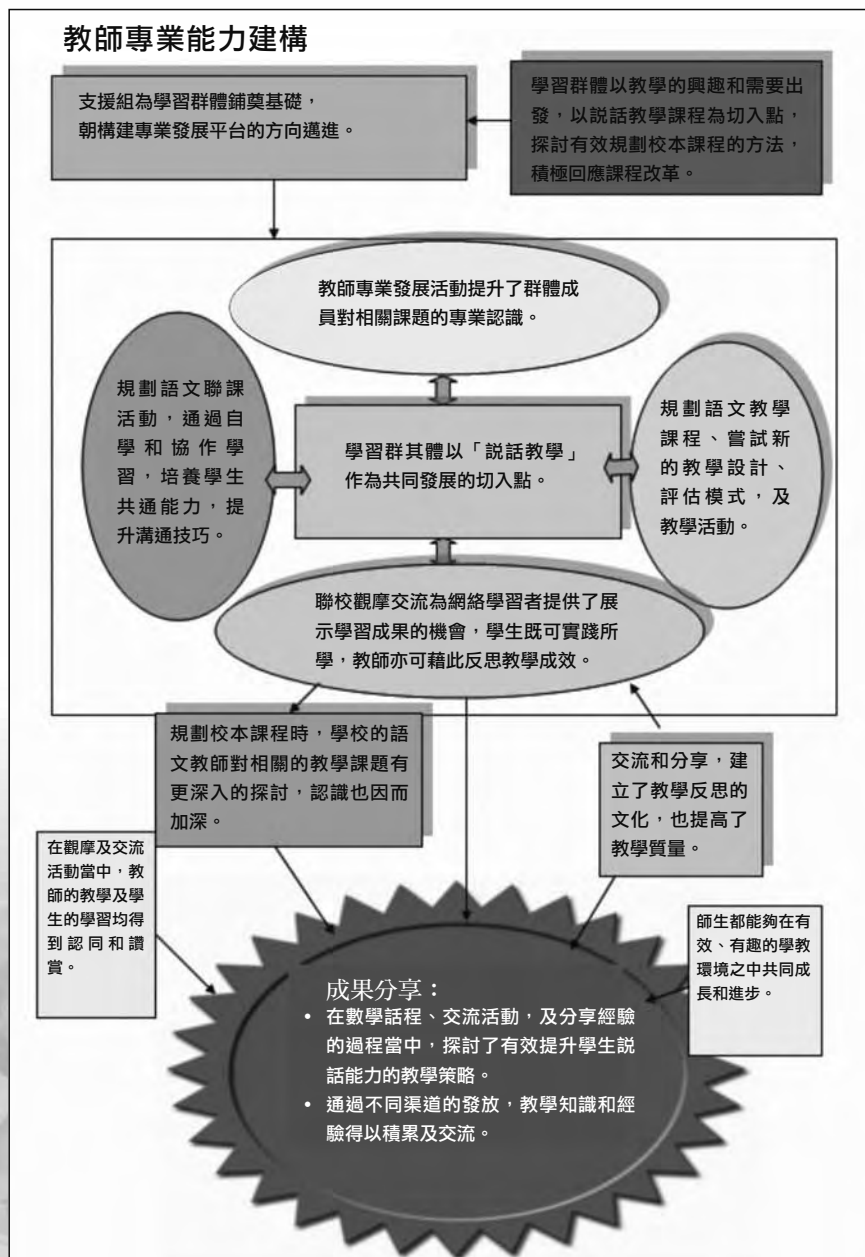 教師專業能力建構
支援組為學習群體鋪奠基礎，
朝構建專業發展平台的方向邁進。
學習群體以教學的興趣和需要出
發，以説話教學課程為切入點，
探討有效規劃校本課程的方法，
積極回應課程改革。
教師專業發展活動提升了群體成
員對相關課題的專業認識。
規劃語文聯課
活動，通過自
學和協作學
習，培養學生
共通能力，提
升溝通技巧。
學習群其體以「説話教學」
作為共同發展的切入點。
規劃語文教學
課程、嘗試新
的教學設計、
評估模式，及
教學活動。
聯校觀摩交流為網絡學習者提供了展
示學習成果的機會，學生既可實踐所
學，教師亦可藉此反思教學成效。
規劃校本課程時，學校的語
文教師對相關的教學課題有
更深入的探討，認識也因而
加深。
交流和分享，建
立了教學反思的
文化，也提高了
教學質量。
在觀摩及交流
活動當中，教
師的教學及學
生的學習均得
到認同和讚
賞。
師生都能夠在有
效、有趣的學教
環境之中共同成
長和進步。
成果分享：
• 在數學話程、交流活動，及分享經驗
的過程當中，探討了有效提升學生説
話能力的教學策略。
• 通過不同渠道的發放，教學知識和經
驗得以積累及交流。